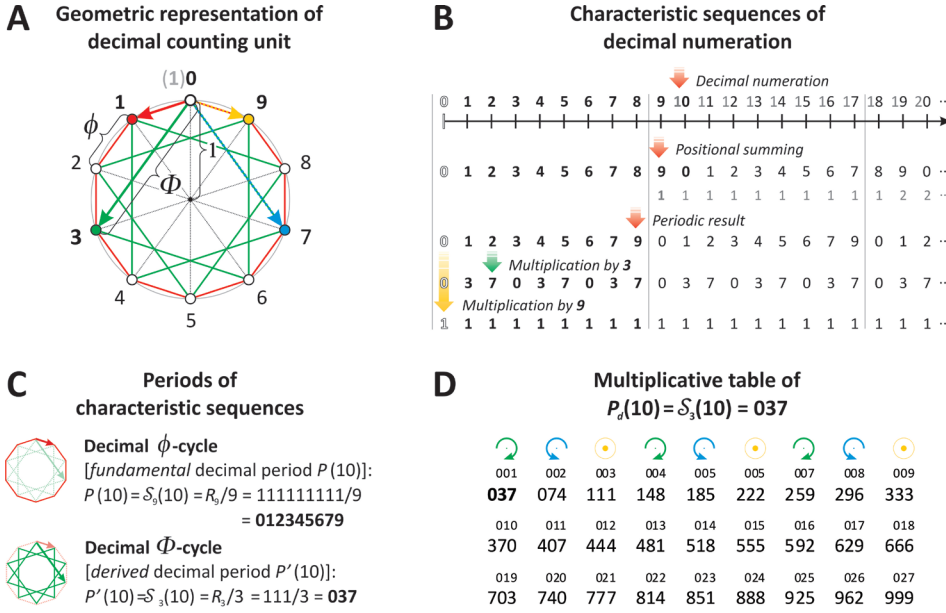 A
Geometric representation of
decimal counting unit
(1)0
1
9
ϕ
2
8
1
Φ
3
7
4
6
5
B
Characteristic sequences of
decimal numeration
Decimal numeration
0 1 2 3 4 5 6 7 8 9 10 11 12 13 14 15 16 17 18 19 20 ··
Positional summing
0 1 2 3 4 5 6 7 8 9 0 1 2 3 4 5 6 7 8 9 0 ··
1 1 1 1 1 1 1 1 1 1 2 2 ··
Periodic result
0 1 2 3 4 5 6 7 9 0 1 2 3 4 5 6 7 9 0 1 2 ··
Multiplication by 3
0 3 7 0 3 7 0 3 7 0 3 7 0 3 7 0 3 7 0 3 7 ··
Multiplication by 9
1 1 1 1 1 1 1 1 1 1 1 1 1 1 1 1 1 1 1 1 1 ··
C
Periods of
characteristic sequences
Decimal ϕ-cycle
[fundamental decimal period P(10)]:
P(10) = S₉(10) = R₉/9 = 111111111/9
= 012345679
Decimal Φ-cycle
[derived decimal period P'(10)]:
P'(10)=S₃(10) = R₃/3 = 111/3 = 037
D
Multiplicative table of
P_d(10) = S₃(10) = 037
001 002 003 004 005 005 007 008 009
037 074 111 148 185 222 259 296 333
010 011 012 013 014 015 016 017 018
370 407 444 481 518 555 592 629 666
019 020 021 022 023 024 025 026 027
703 740 777 814 851 888 925 962 999